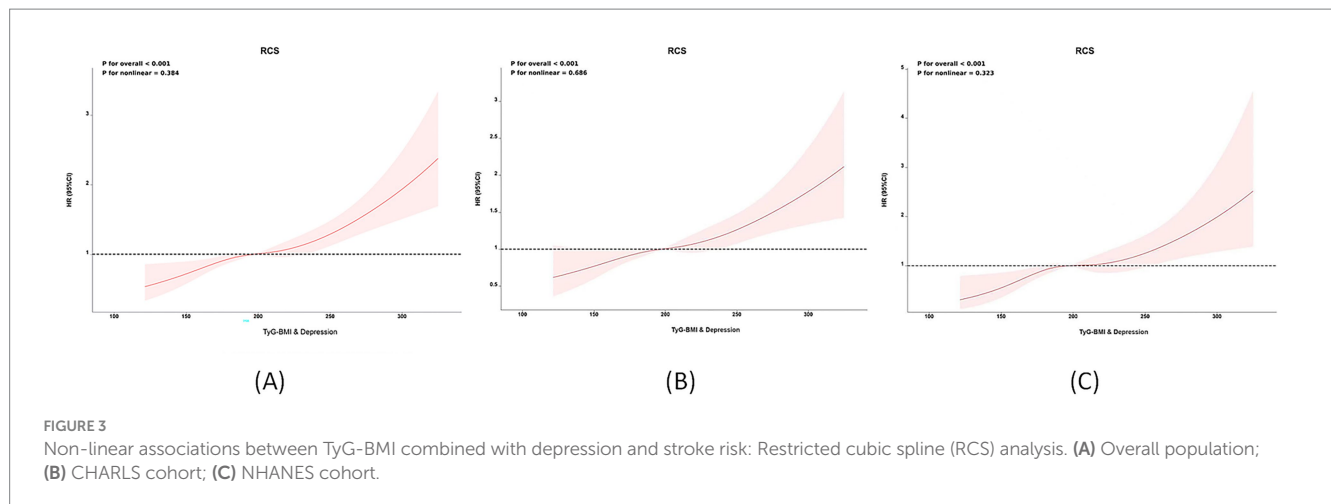 RCS
P for overall < 0.001
P for nonlinear = 0.384
HR (95%CI)
3
2
1
100 150 200 250 300
TyG-BMI & Depression
(A)
RCS
P for overall < 0.001
P for nonlinear = 0.686
HR (95%CI)
3
2.5
2
1.5
1
0.5
100 150 200 250 300
TyG-BMI & Depression
(B)
RCS
P for overall < 0.001
P for nonlinear = 0.323
HR (95%CI)
5
4
3
2
1
100 150 200 250 300
TyG-BMI & Depression
(C)
FIGURE 3
Non-linear associations between TyG-BMI combined with depression and stroke risk: Restricted cubic spline (RCS) analysis. (A) Overall population;
(B) CHARLS cohort; (C) NHANES cohort.